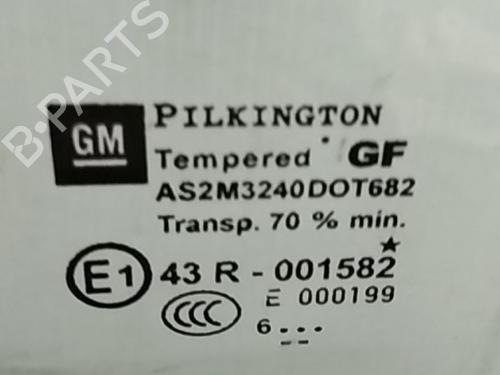 B-PARTS
GM
PILKINGTON
Tempered GF
AS2M3240DOT682
Transp. 70 % min.
E1 43 R - 001582
CCC E 000199
6